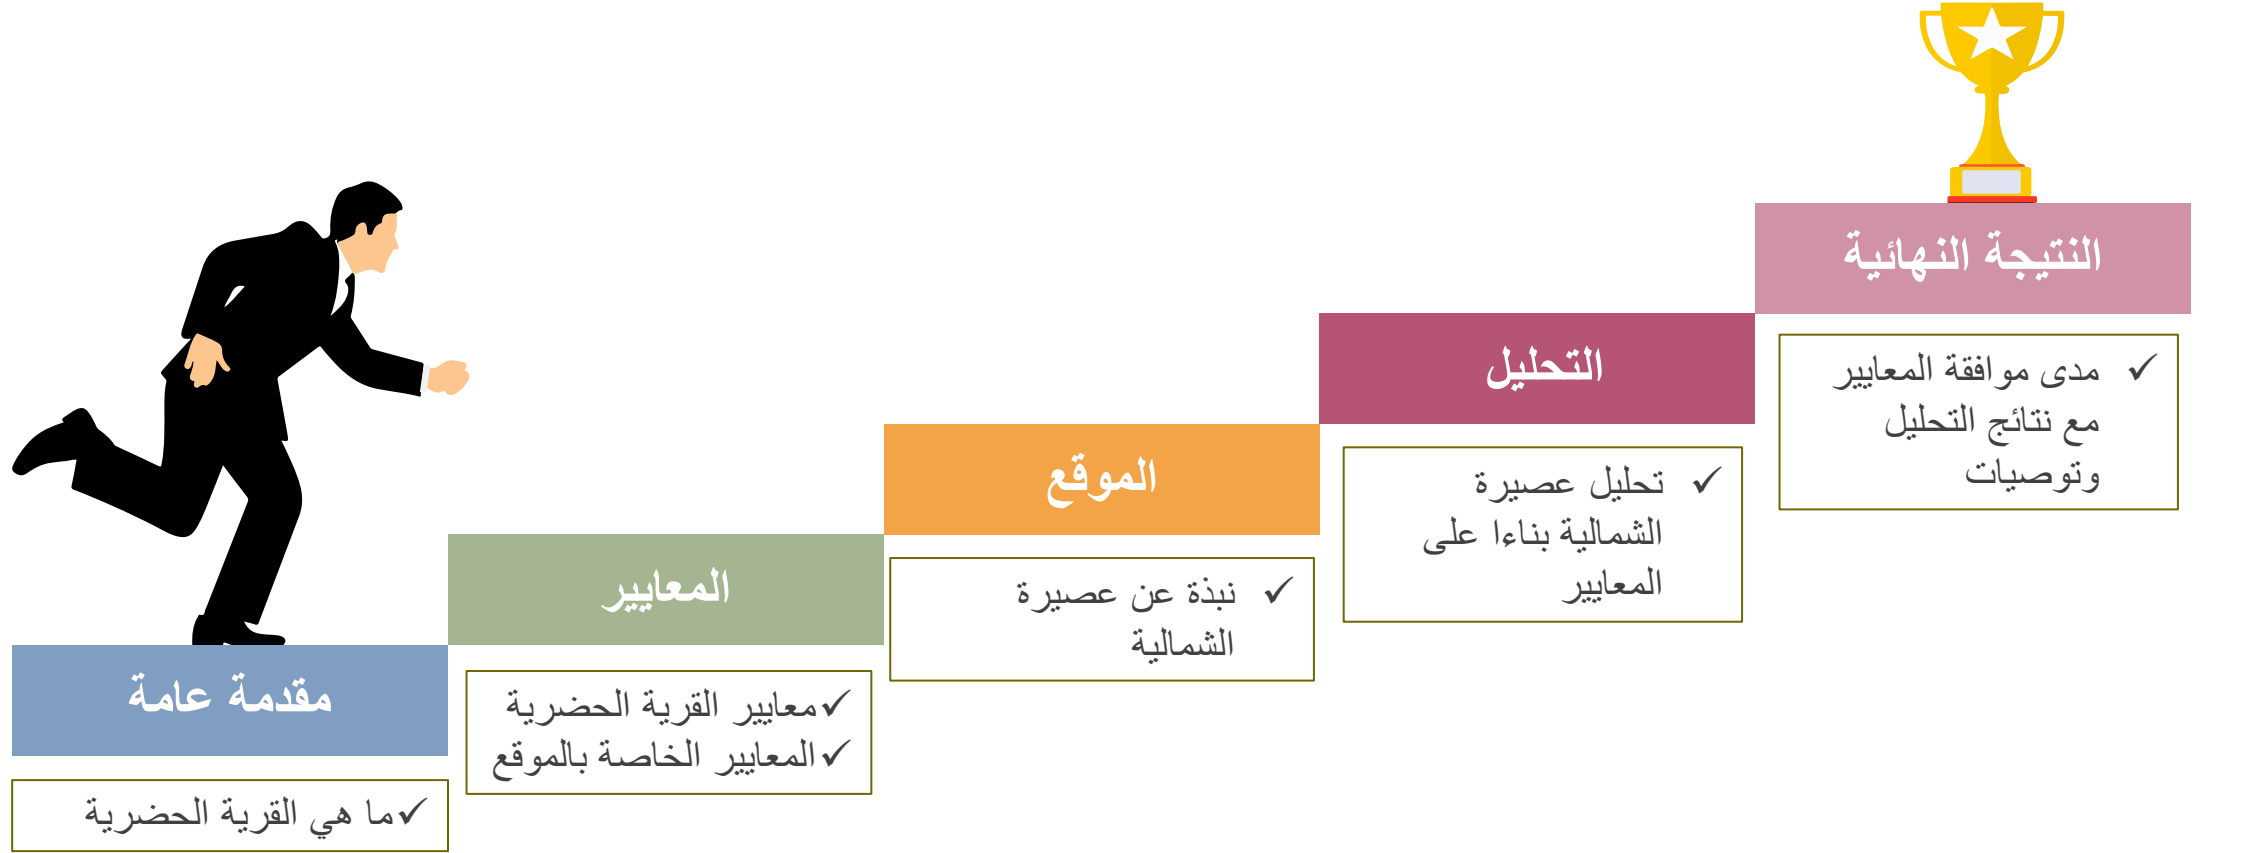 مقدمة عامة
✓ ما هي القرية الحضرية
المعايير
✓ معايير القرية الحضرية
✓ المعايير الخاصة بالموقع
الموقع
✓ نبذة عن عصيرة
الشمالية
التحليل
✓ تحليل عصيرة
الشمالية بناءا على
المعايير
النتيجة النهائية
✓ مدى موافقة المعايير
مع نتائج التحليل
وتوصيات